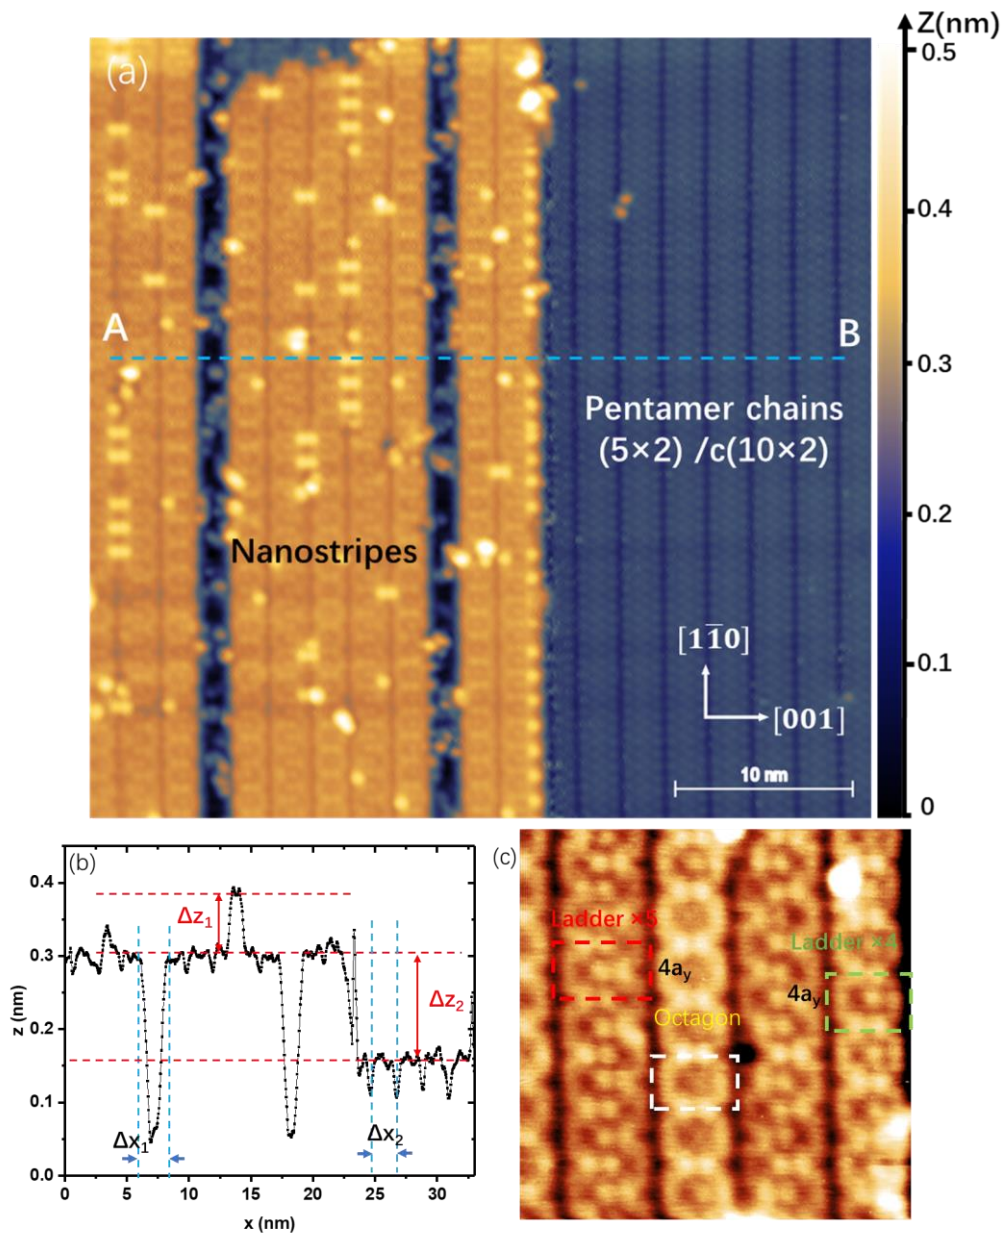 Z(nm)
(a)
0.5
0.4
A
B
0.3
Pentamer chains
(5×2) /c(10×2)
0.2
Nanostripes
[11̅0]
0.1
[001]
10 nm
0
(b)
(c)
0.4
Δz₁
Ladder ×5
0.3
Ladder ×4
4aᵧ
Δz₂
4aᵧ
z (nm)
0.2
Octagon
0.1
Δx₁
Δx₂
0.0
0 5 10 15 20 25 30
x (nm)